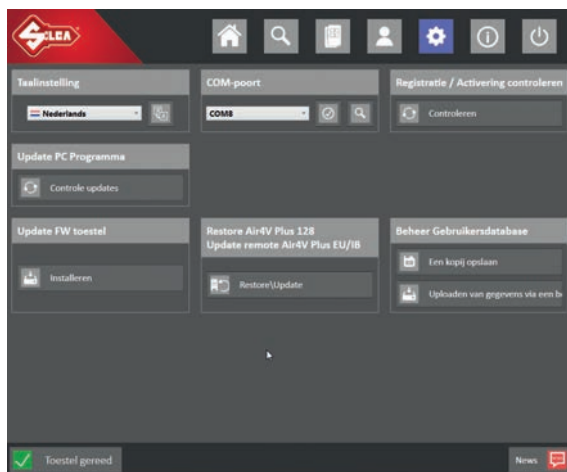 SILCA
Taalinstelling
Nederlands
COM-poort
COM8
Registratie / Activering controleren
Controleren
Update PC Programma
Controle updates
Update FW toestel
Installeren
Restore Air4V Plus 128
Update remote Air4V Plus EU/IB
Restore\Update
Beheer Gebruikersdatabase
Een kopij opslaan
Uploaden van gegevens via een b
Toestel gereed
News